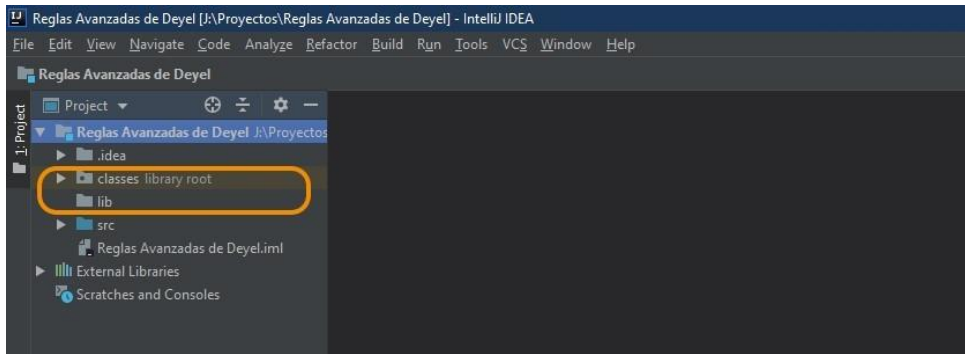 Reglas Avanzadas de Deyel [J:\Proyectos\Reglas Avanzadas de Deyel] - IntelliJ IDEA
File Edit View Navigate Code Analyze Refactor Build Run Tools VCS Window Help
Reglas Avanzadas de Deyel
1: Project
Project
Reglas Avanzadas de Deyel J:\Proyectos
.idea
classes library root
lib
src
Reglas Avanzadas de Deyel.iml
External Libraries
Scratches and Consoles